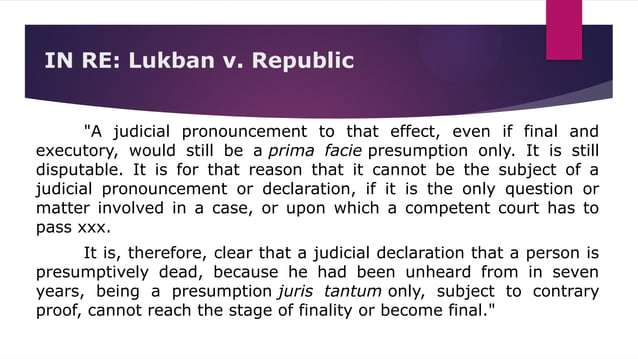 IN RE: Lukban v. Republic
"A judicial pronouncement to that effect, even if final and
executory, would still be a prima facie presumption only. It is still
disputable. It is for that reason that it cannot be the subject of a
judicial pronouncement or declaration, if it is the only question or
matter involved in a case, or upon which a competent court has to
pass xxx.
It is, therefore, clear that a judicial declaration that a person is
presumptively dead, because he had been unheard from in seven
years, being a presumption juris tantum only, subject to contrary
proof, cannot reach the stage of finality or become final."